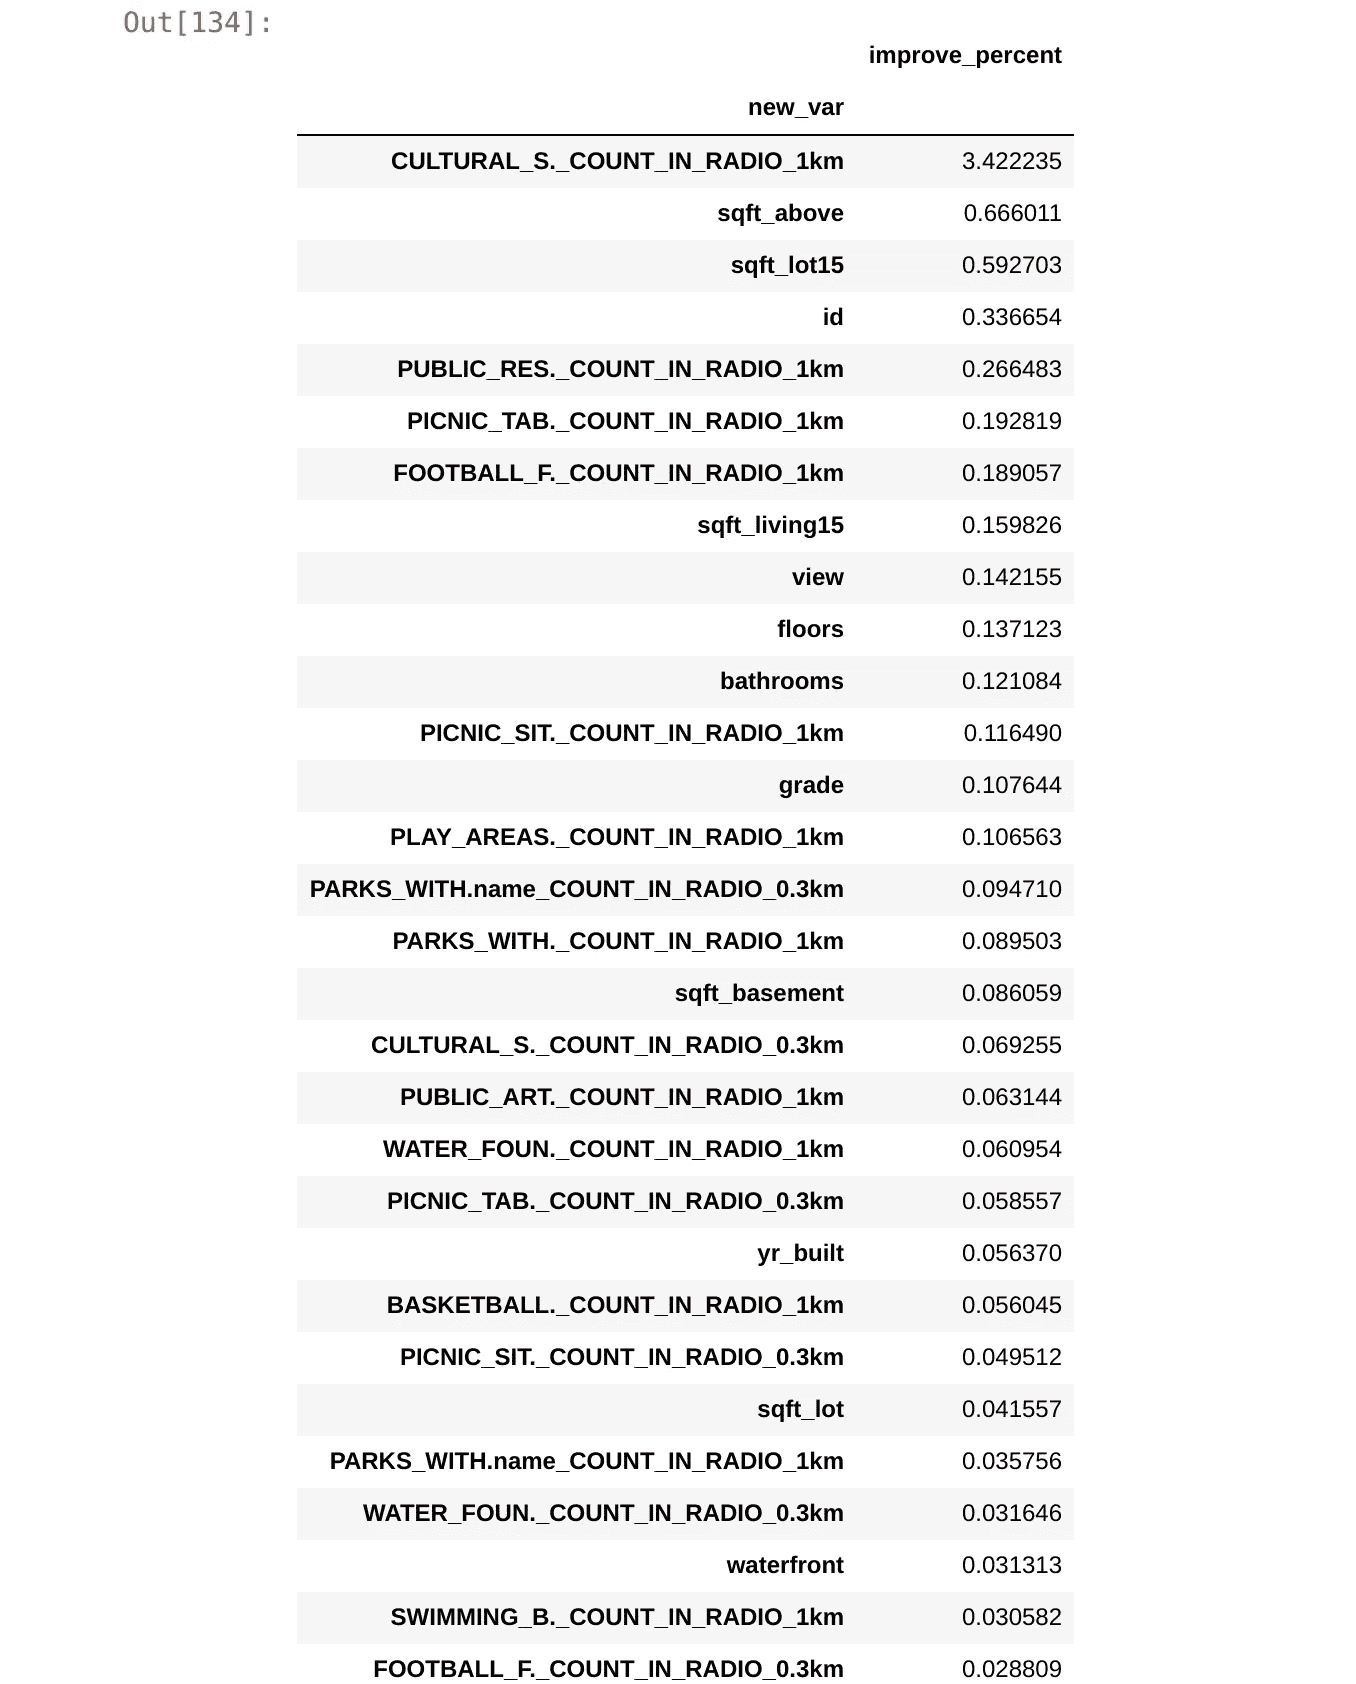 Out[134]:
improve_percent
new_var
CULTURAL_S._COUNT_IN_RADIO_1km 3.422235
sqft_above 0.666011
sqft_lot15 0.592703
id 0.336654
PUBLIC_RES._COUNT_IN_RADIO_1km 0.266483
PICNIC_TAB._COUNT_IN_RADIO_1km 0.192819
FOOTBALL_F._COUNT_IN_RADIO_1km 0.189057
sqft_living15 0.159826
view 0.142155
floors 0.137123
bathrooms 0.121084
PICNIC_SIT._COUNT_IN_RADIO_1km 0.116490
grade 0.107644
PLAY_AREAS._COUNT_IN_RADIO_1km 0.106563
PARKS_WITH.name_COUNT_IN_RADIO_0.3km 0.094710
PARKS_WITH._COUNT_IN_RADIO_1km 0.089503
sqft_basement 0.086059
CULTURAL_S._COUNT_IN_RADIO_0.3km 0.069255
PUBLIC_ART._COUNT_IN_RADIO_1km 0.063144
WATER_FOUN._COUNT_IN_RADIO_1km 0.060954
PICNIC_TAB._COUNT_IN_RADIO_0.3km 0.058557
yr_built 0.056370
BASKETBALL._COUNT_IN_RADIO_1km 0.056045
PICNIC_SIT._COUNT_IN_RADIO_0.3km 0.049512
sqft_lot 0.041557
PARKS_WITH.name_COUNT_IN_RADIO_1km 0.035756
WATER_FOUN._COUNT_IN_RADIO_0.3km 0.031646
waterfront 0.031313
SWIMMING_B._COUNT_IN_RADIO_1km 0.030582
FOOTBALL_F._COUNT_IN_RADIO_0.3km 0.028809